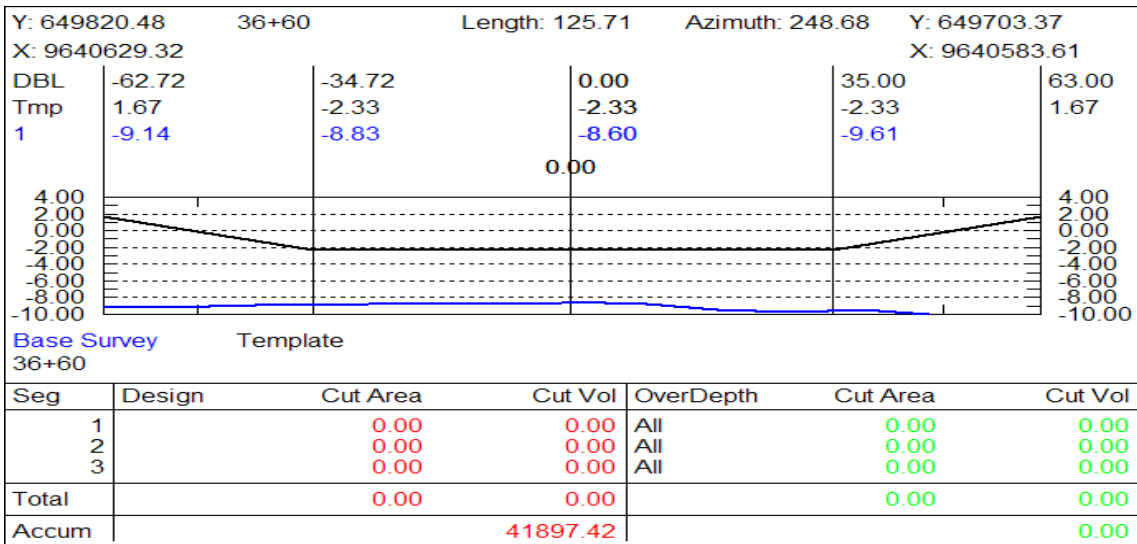 Y: 649820.48 36+60 Length: 125.71 Azimuth: 248.68 Y: 649703.37
X: 9640629.32 X: 9640583.61
DBL -62.72 -34.72 0.00 35.00 63.00
Tmp 1.67 -2.33 -2.33 -2.33 1.67
1 -9.14 -8.83 -8.60 -9.61
0.00
4.00 4.00
2.00 2.00
0.00 0.00
-2.00 -2.00
-4.00 -4.00
-6.00 -6.00
-8.00 -8.00
-10.00 -10.00
Base Survey Template
36+60
Seg Design Cut Area Cut Vol OverDepth Cut Area Cut Vol
1 0.00 0.00 All 0.00 0.00
2 0.00 0.00 All 0.00 0.00
3 0.00 0.00 All 0.00 0.00
Total 0.00 0.00 0.00 0.00
Accum 41897.42 0.00